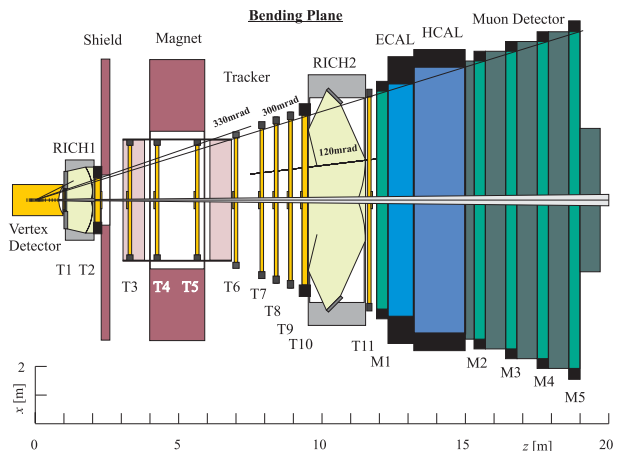 Bending Plane
Muon Detector
HCAL
ECAL
Shield
Magnet
RICH2
Tracker
330mrad
300mrad
RICH1
120mrad
Vertex
Detector
T1 T2
T3
T4
T5
T6
T7
T8
T9
T10
T11
M1
M2
M3
M4
M5
2
x [m]
0
5
10
15
20
z [m]